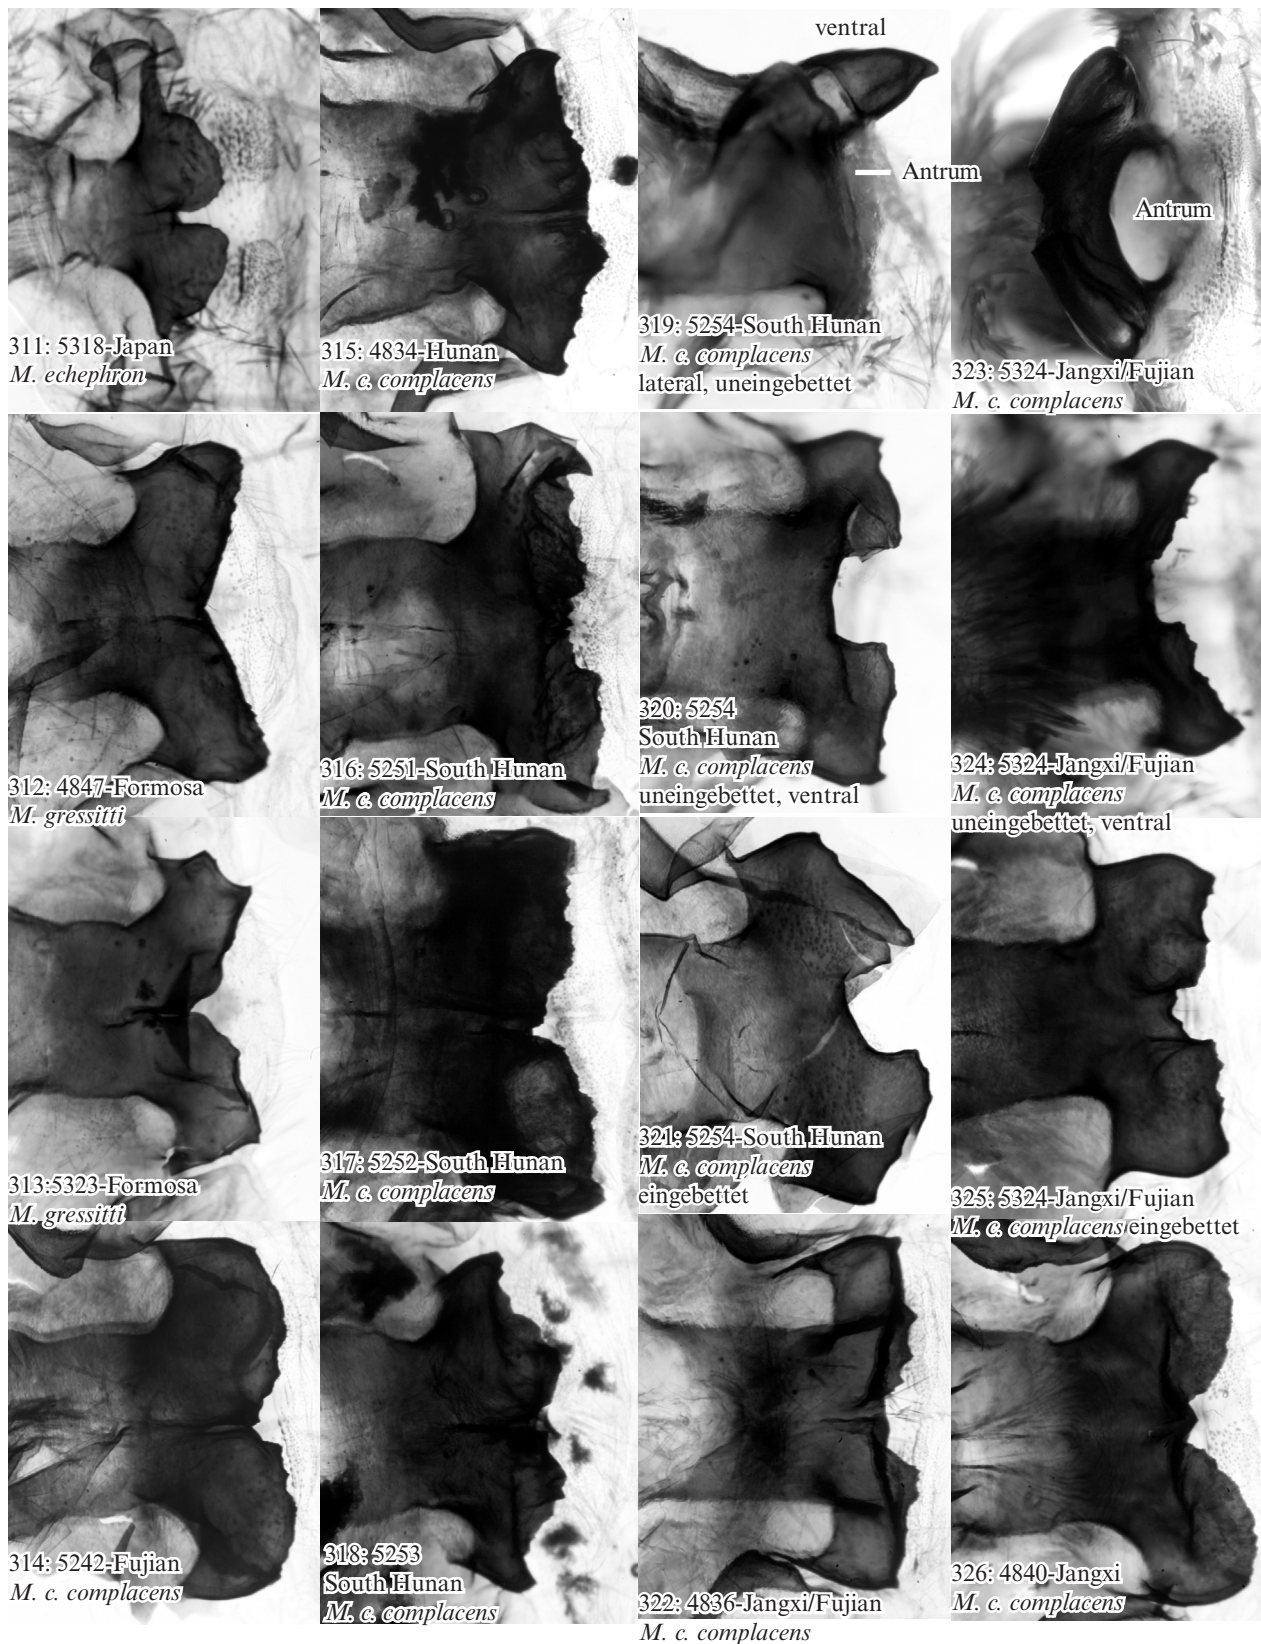 311: 5318-Japan
M. echephron
315: 4834-Hunan
M. c. complacens
ventral
Antrum
319: 5254-South Hunan
M. c. complacens
lateral, uneingebettet
Antrum
323: 5324-Jangxi/Fujian
M. c. complacens
312: 4847-Formosa
M. gressitti
316: 5251-South Hunan
M. c. complacens
320: 5254
South Hunan
M. c. complacens
uneingebettet, ventral
324: 5324-Jangxi/Fujian
M. c. complacens
uneingebettet, ventral
313:5323-Formosa
M. gressitti
317: 5252-South Hunan
M. c. complacens
321: 5254-South Hunan
M. c. complacens
eingebettet
325: 5324-Jangxi/Fujian
M. c. complacens eingebettet
314: 5242-Fujian
M. c. complacens
318: 5253
South Hunan
M. c. complacens
322: 4836-Jangxi/Fujian
M. c. complacens
326: 4840-Jangxi
M. c. complacens